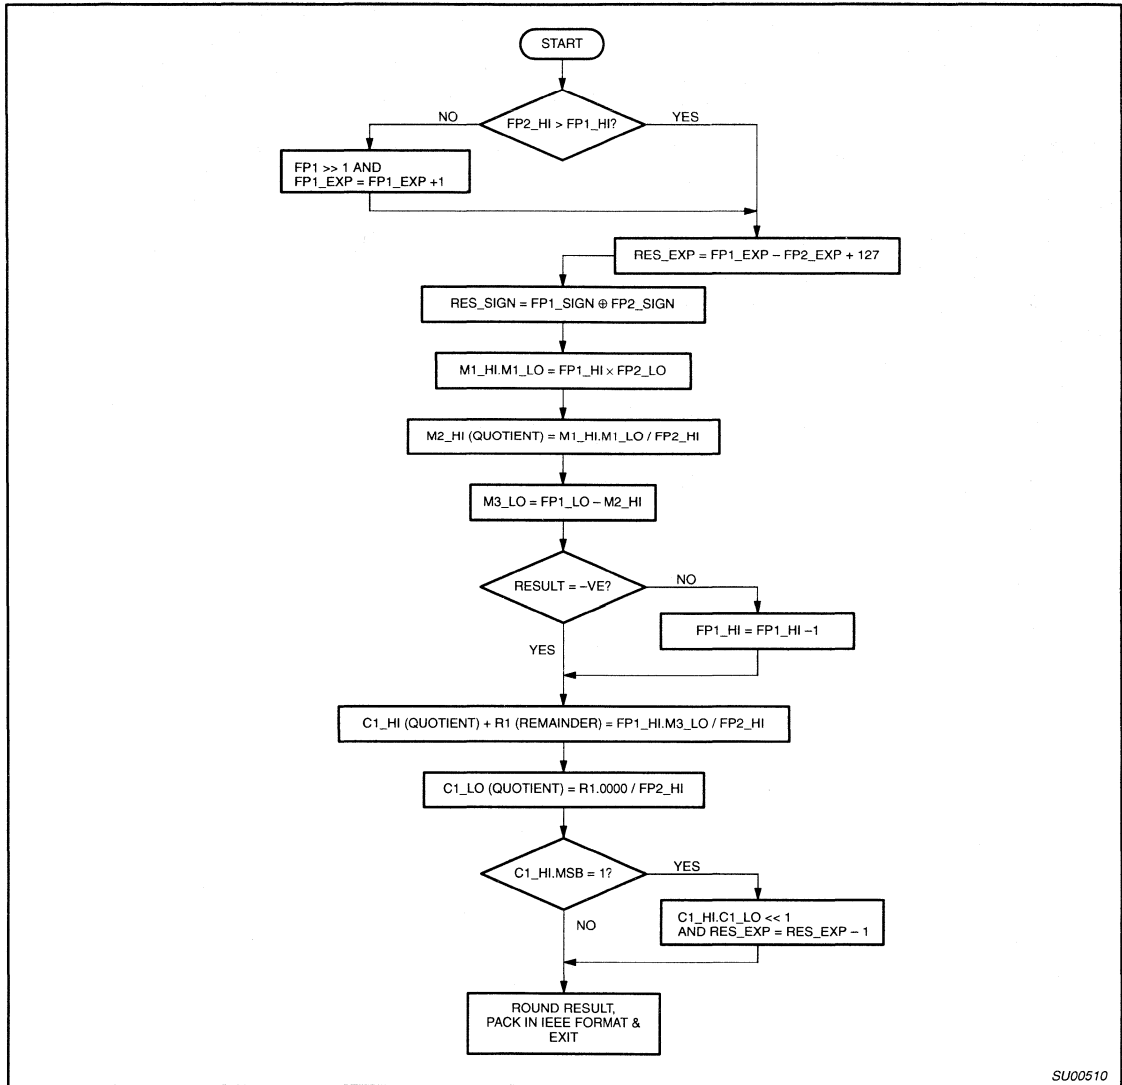 START
FP2_HI > FP1_HI?
NO
YES
FP1 >> 1 AND
FP1_EXP = FP1_EXP +1
RES_EXP = FP1_EXP – FP2_EXP + 127
RES_SIGN = FP1_SIGN ⊕ FP2_SIGN
M1_HI.M1_LO = FP1_HI × FP2_LO
M2_HI (QUOTIENT) = M1_HI.M1_LO / FP2_HI
M3_LO = FP1_LO – M2_HI
RESULT = –VE?
NO
FP1_HI = FP1_HI –1
YES
C1_HI (QUOTIENT) + R1 (REMAINDER) = FP1_HI.M3_LO / FP2_HI
C1_LO (QUOTIENT) = R1.0000 / FP2_HI
C1_HI.MSB = 1?
YES
C1_HI.C1_LO << 1
AND RES_EXP = RES_EXP – 1
NO
ROUND RESULT,
PACK IN IEEE FORMAT &
EXIT
SU00510